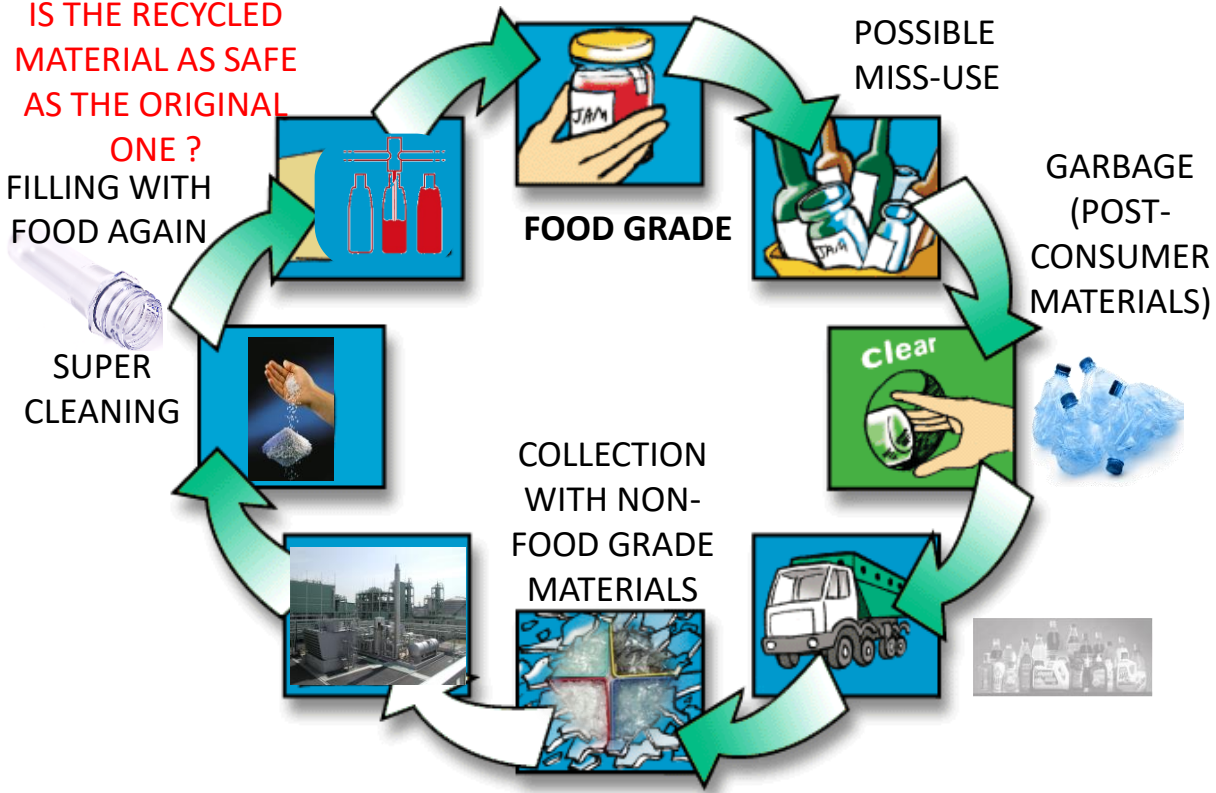 IS THE RECYCLED
MATERIAL AS SAFE
AS THE ORIGINAL
ONE ?
FILLING WITH
FOOD AGAIN
SUPER
CLEANING
JAM
FOOD GRADE
POSSIBLE
MISS-USE
JAM
GARBAGE
(POST-
CONSUMER
MATERIALS)
clear
COLLECTION
WITH NON-
FOOD GRADE
MATERIALS